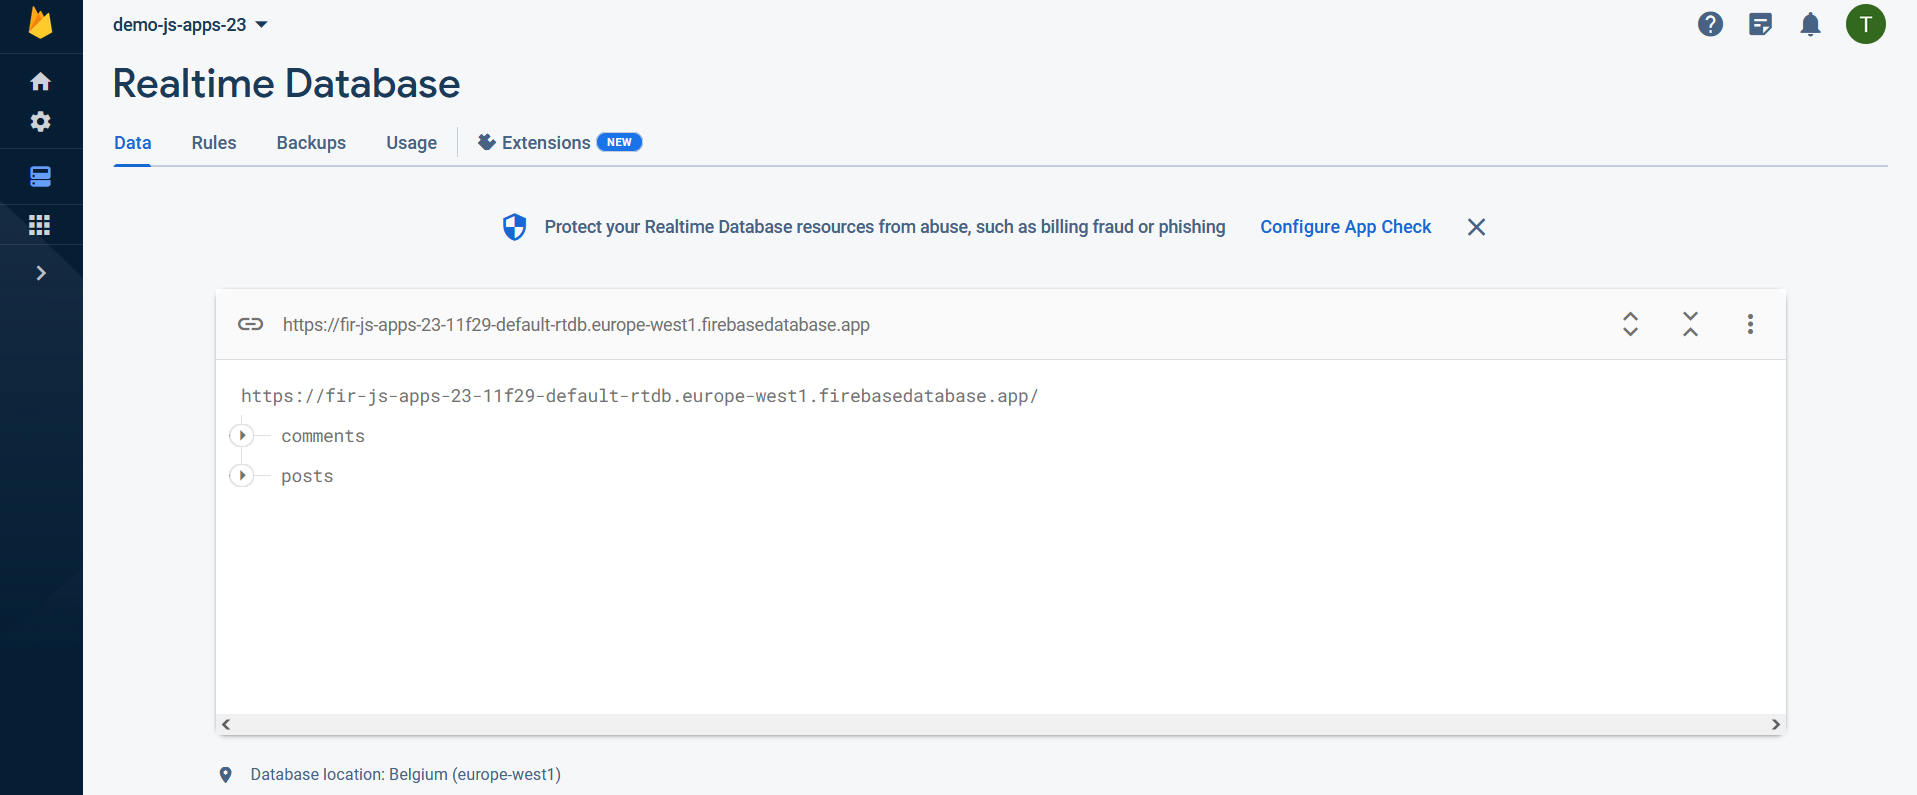 demo-js-apps-23
T
Realtime Database
Data Rules Backups Usage Extensions NEW
Protect your Realtime Database resources from abuse, such as billing fraud or phishing Configure App Check
https://fir-js-apps-23-11f29-default-rtdb.europe-west1.firebasedatabase.app
https://fir-js-apps-23-11f29-default-rtdb.europe-west1.firebasedatabase.app/
comments
posts
Database location: Belgium (europe-west1)